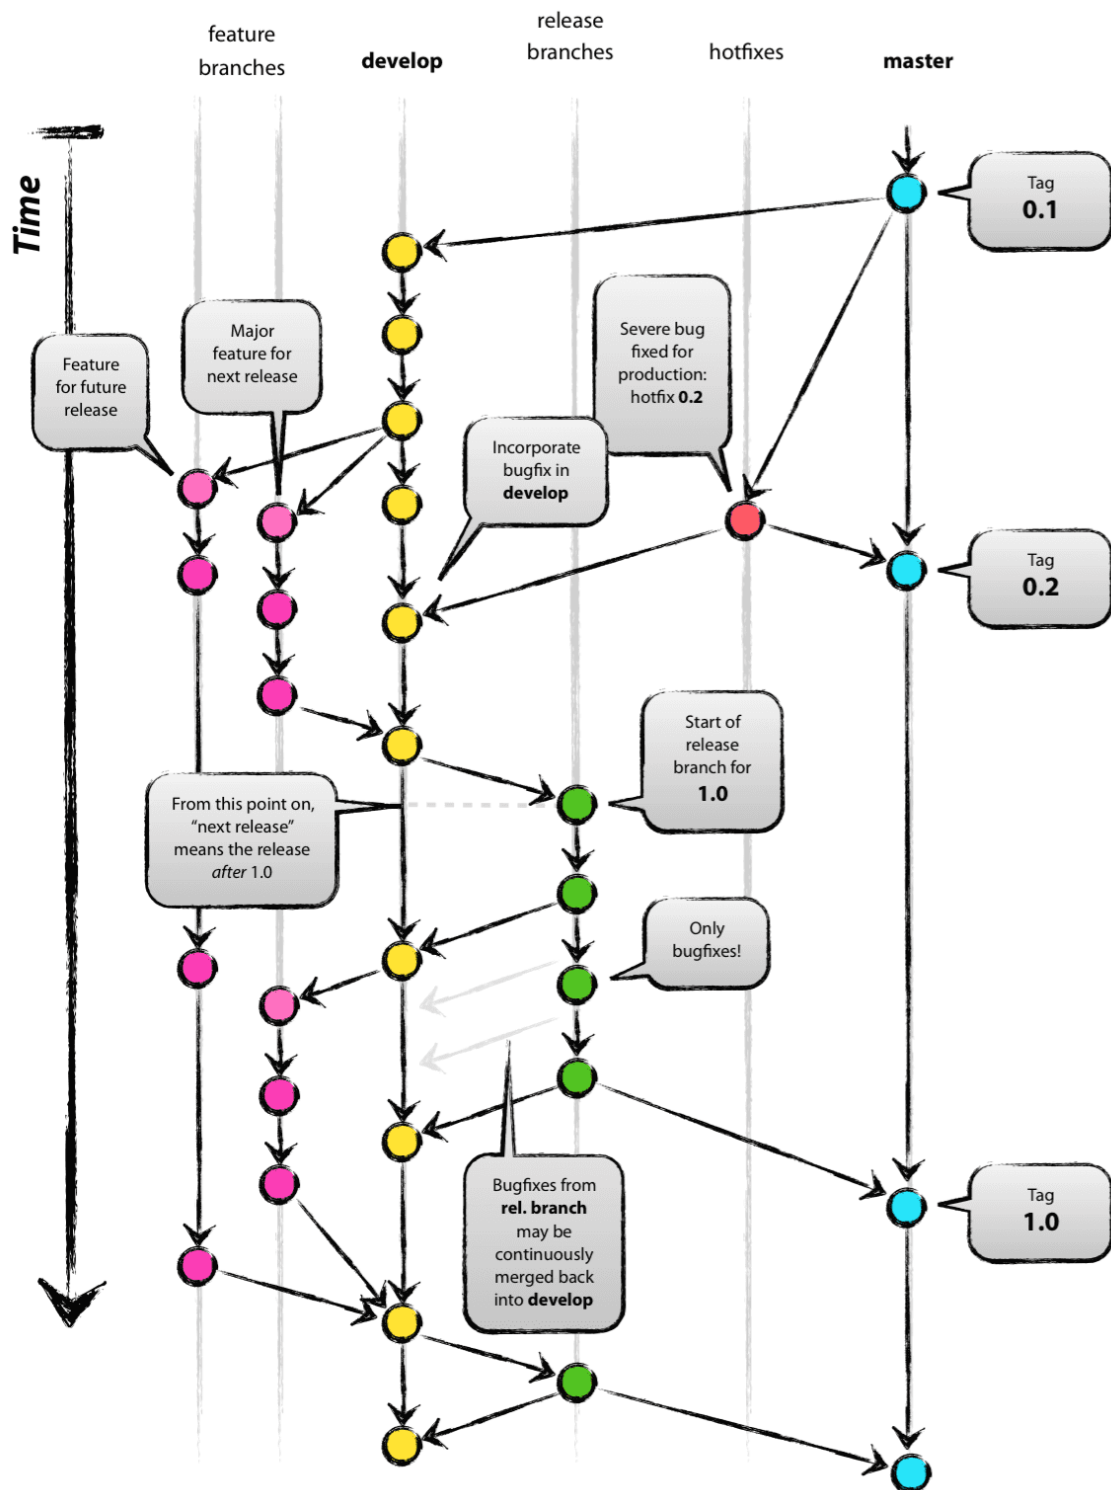 feature
branches
develop
release
branches
hotfixes
master
Time
Tag
0.1
Major
feature for
next release
Feature
for future
release
Severe bug
fixed for
production:
hotfix 0.2
Incorporate
bugfix in
develop
Tag
0.2
Start of
release
branch for
1.0
From this point on,
“next release”
means the release
after 1.0
Only
bugfixes!
Bugfixes from
rel. branch
may be
continuously
merged back
into develop
Tag
1.0